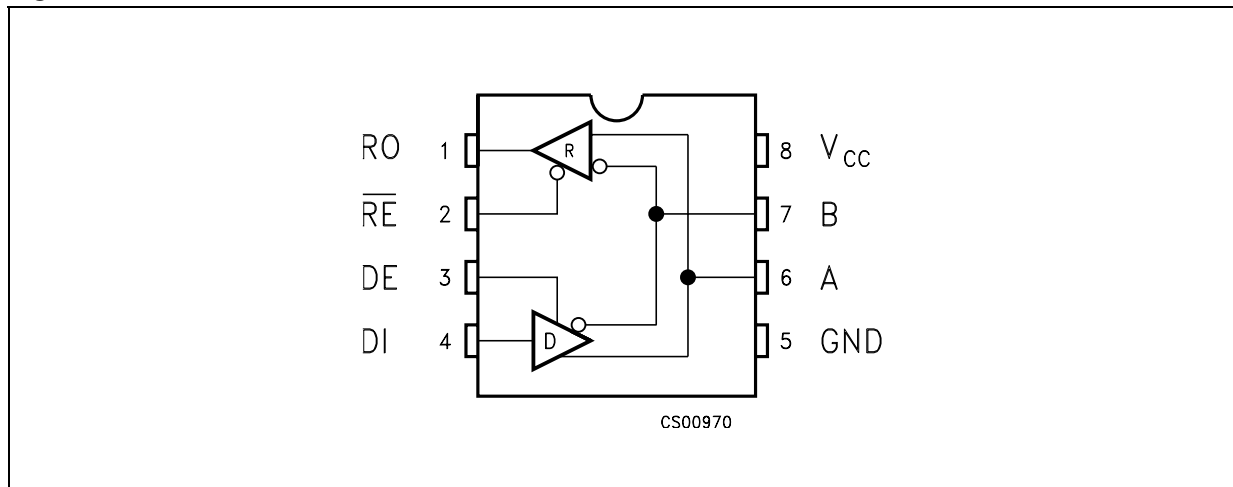 RO 1 R 8 VCC
RE 2 7 B
DE 3 6 A
DI 4 D 5 GND
CS00970